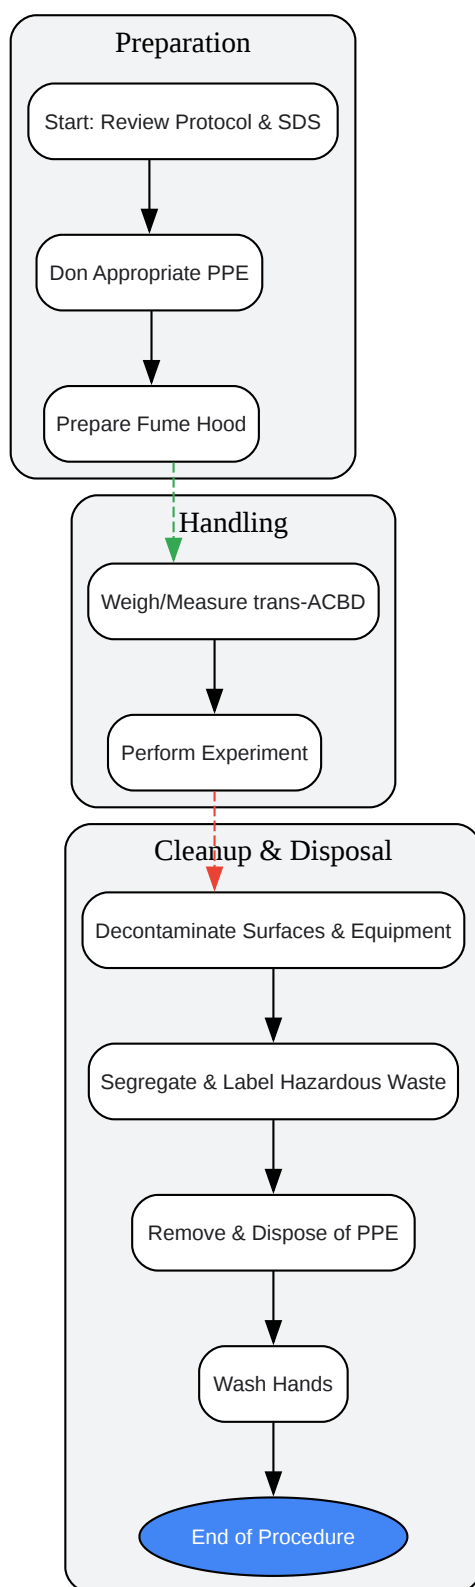 Preparation
Start: Review Protocol & SDS
Don Appropriate PPE
Prepare Fume Hood
Handling
Weigh/Measure trans-ACBD
Perform Experiment
Cleanup & Disposal
Decontaminate Surfaces & Equipment
Segregate & Label Hazardous Waste
Remove & Dispose of PPE
Wash Hands
End of Procedure